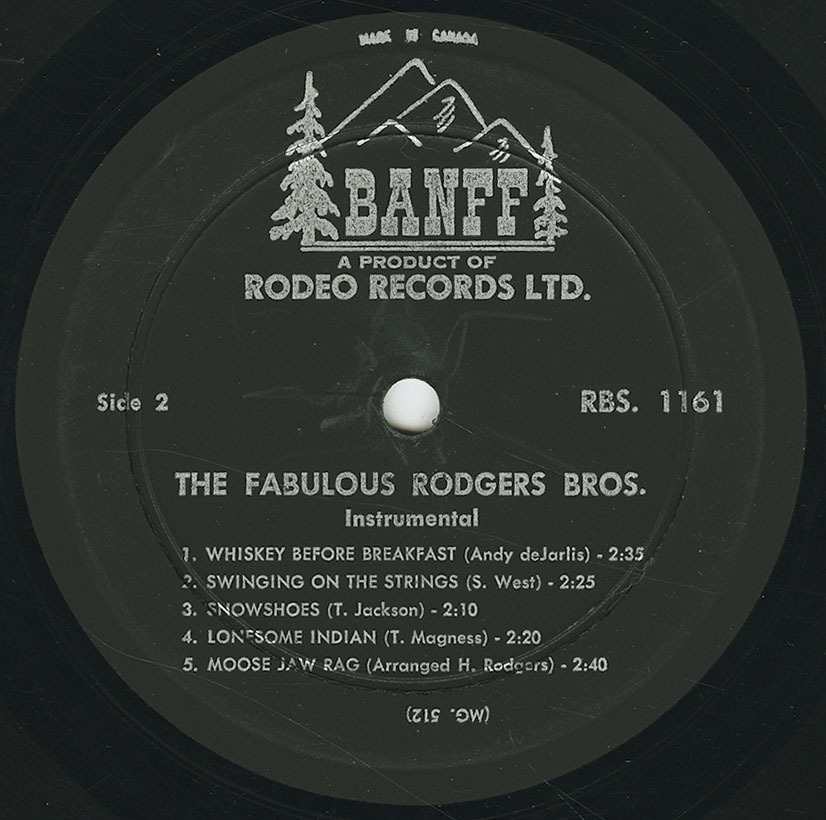 MADE IN CANADA
BANFF
A PRODUCT OF
RODEO RECORDS LTD.
Side 2
RBS. 1161
THE FABULOUS RODGERS BROS.
Instrumental
1. WHISKEY BEFORE BREAKFAST (Andy deJarlis) - 2:35
2. SWINGING ON THE STRINGS (S. West) - 2:25
3. SNOWSHOES (T. Jackson) - 2:10
4. LONESOME INDIAN (T. Magness) - 2:20
5. MOOSE JAW RAG (Arranged H. Rodgers) - 2:40
(MG. 512)